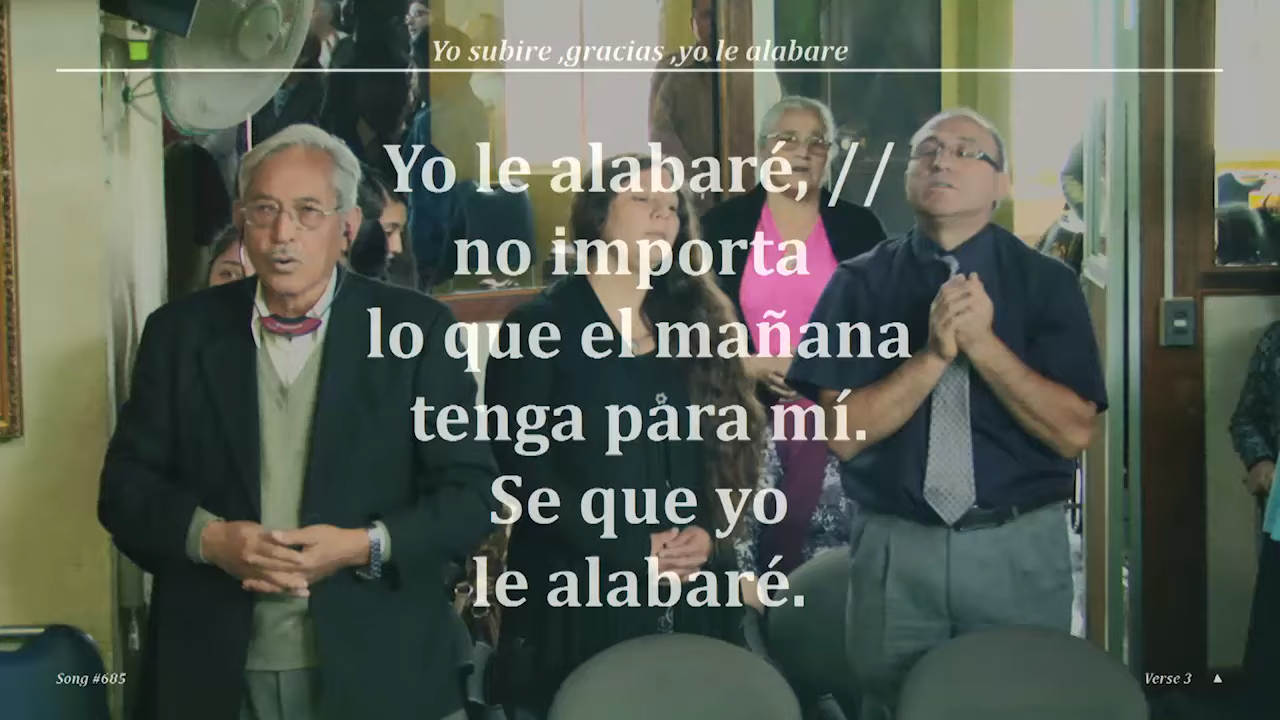 Yo subire ,gracias ,yo le alabare
Yo le alabaré, //
no importa
lo que el mañana
tenga para mí.
Se que yo
le alabaré.
Song #685
Verse 3 ▲